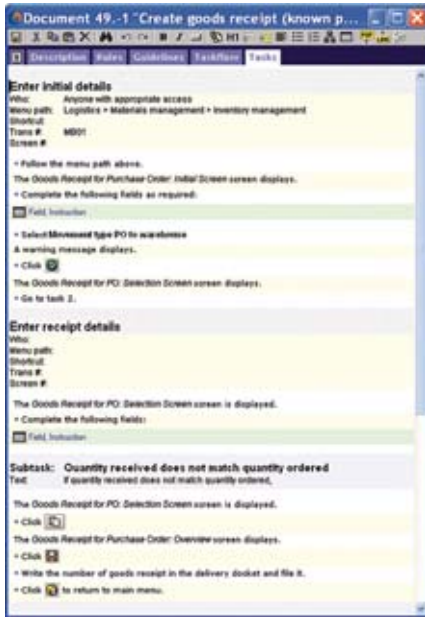 Document 49.-1 "Create goods receipt (known p...
H1
Description Rules Guidelines Taskflow Tasks
Enter initial details
Who: Anyone with appropriate access
Menu path: Logistics + Materials management + Inventory management
Shortcut:
Trans #: MB01
Screen #:
Follow the menu path above.
The Goods Receipt for Purchase Order: Initial Screen screen displays.
Complete the following fields as required:
Field, Instruction
Select Movement type PO to warehouse
A warning message displays.
Click
The Goods Receipt for PO: Selection Screen screen displays.
Go to task 2.
Enter receipt details
Who:
Menu path:
Shortcut:
Trans #:
Screen #:
The Goods Receipt for PO: Selection Screen screen is displayed.
Complete the following fields:
Field, Instruction
Subtask: Quantity received does not match quantity ordered
Text: If quantity received does not match quantity ordered,
The Goods Receipt for PO: Selection Screen screen is displayed.
Click
The Goods Receipt for Purchase Order: Overview screen displays.
Click
Write the number of goods receipt in the delivery docket and file it.
Click to return to main menu.